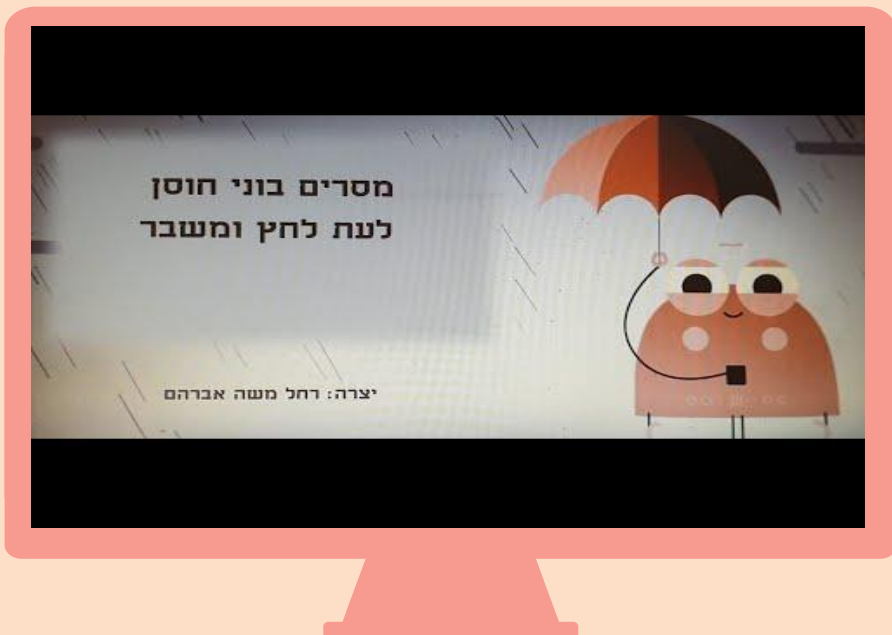 מסרים בוני חוסן
לעת לחץ ומשבר
יצרה: רחל משה אברהם